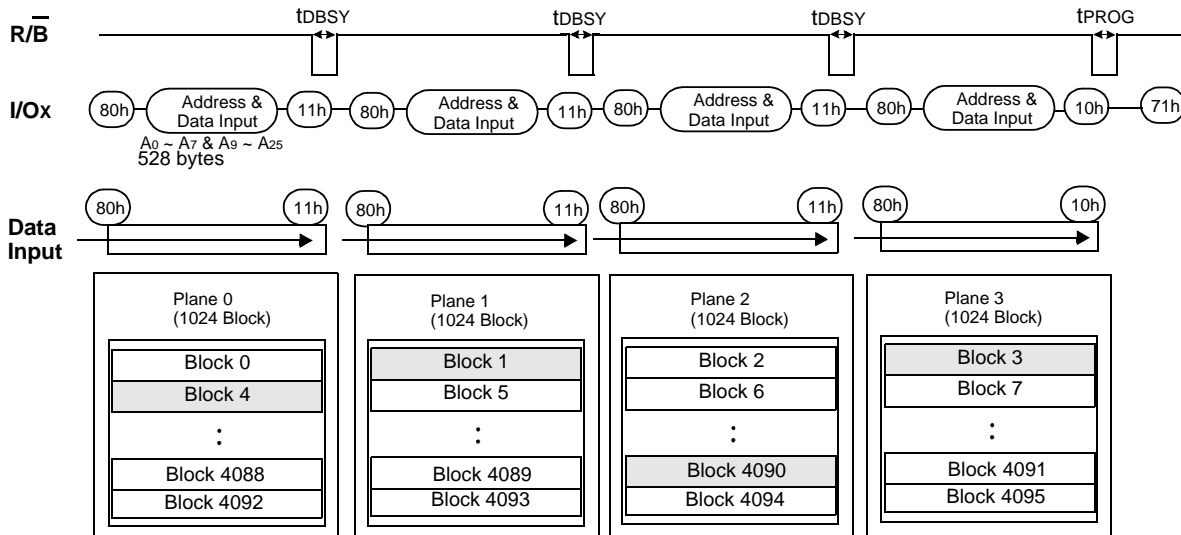 tDBSY tDBSY tDBSY tPROG
R/B
I/Ox 80h Address & Data Input 11h 80h Address & Data Input 11h 80h Address & Data Input 11h 80h Address & Data Input 10h 71h
A0 ~ A7 & A9 ~ A25
528 bytes
80h 11h 80h 11h 80h 11h 80h 10h
Data
Input
Plane 0
(1024 Block)
Block 0
Block 4
:
Block 4088
Block 4092
Plane 1
(1024 Block)
Block 1
Block 5
:
Block 4089
Block 4093
Plane 2
(1024 Block)
Block 2
Block 6
:
Block 4090
Block 4094
Plane 3
(1024 Block)
Block 3
Block 7
:
Block 4091
Block 4095